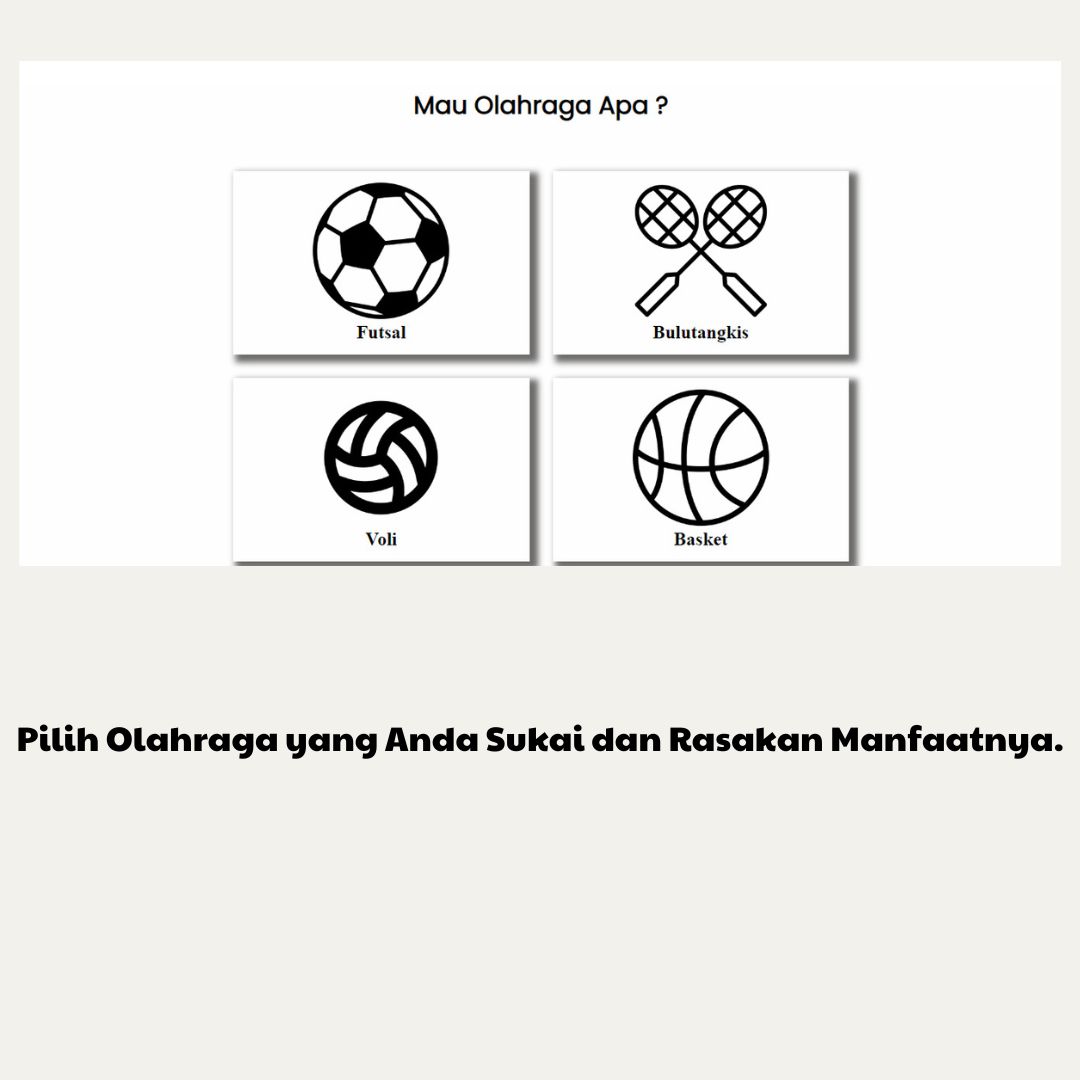 Mau Olahraga Apa ?
Futsal
Bulutangkis
Voli
Basket
Pilih Olahraga yang Anda Sukai dan Rasakan Manfaatnya.